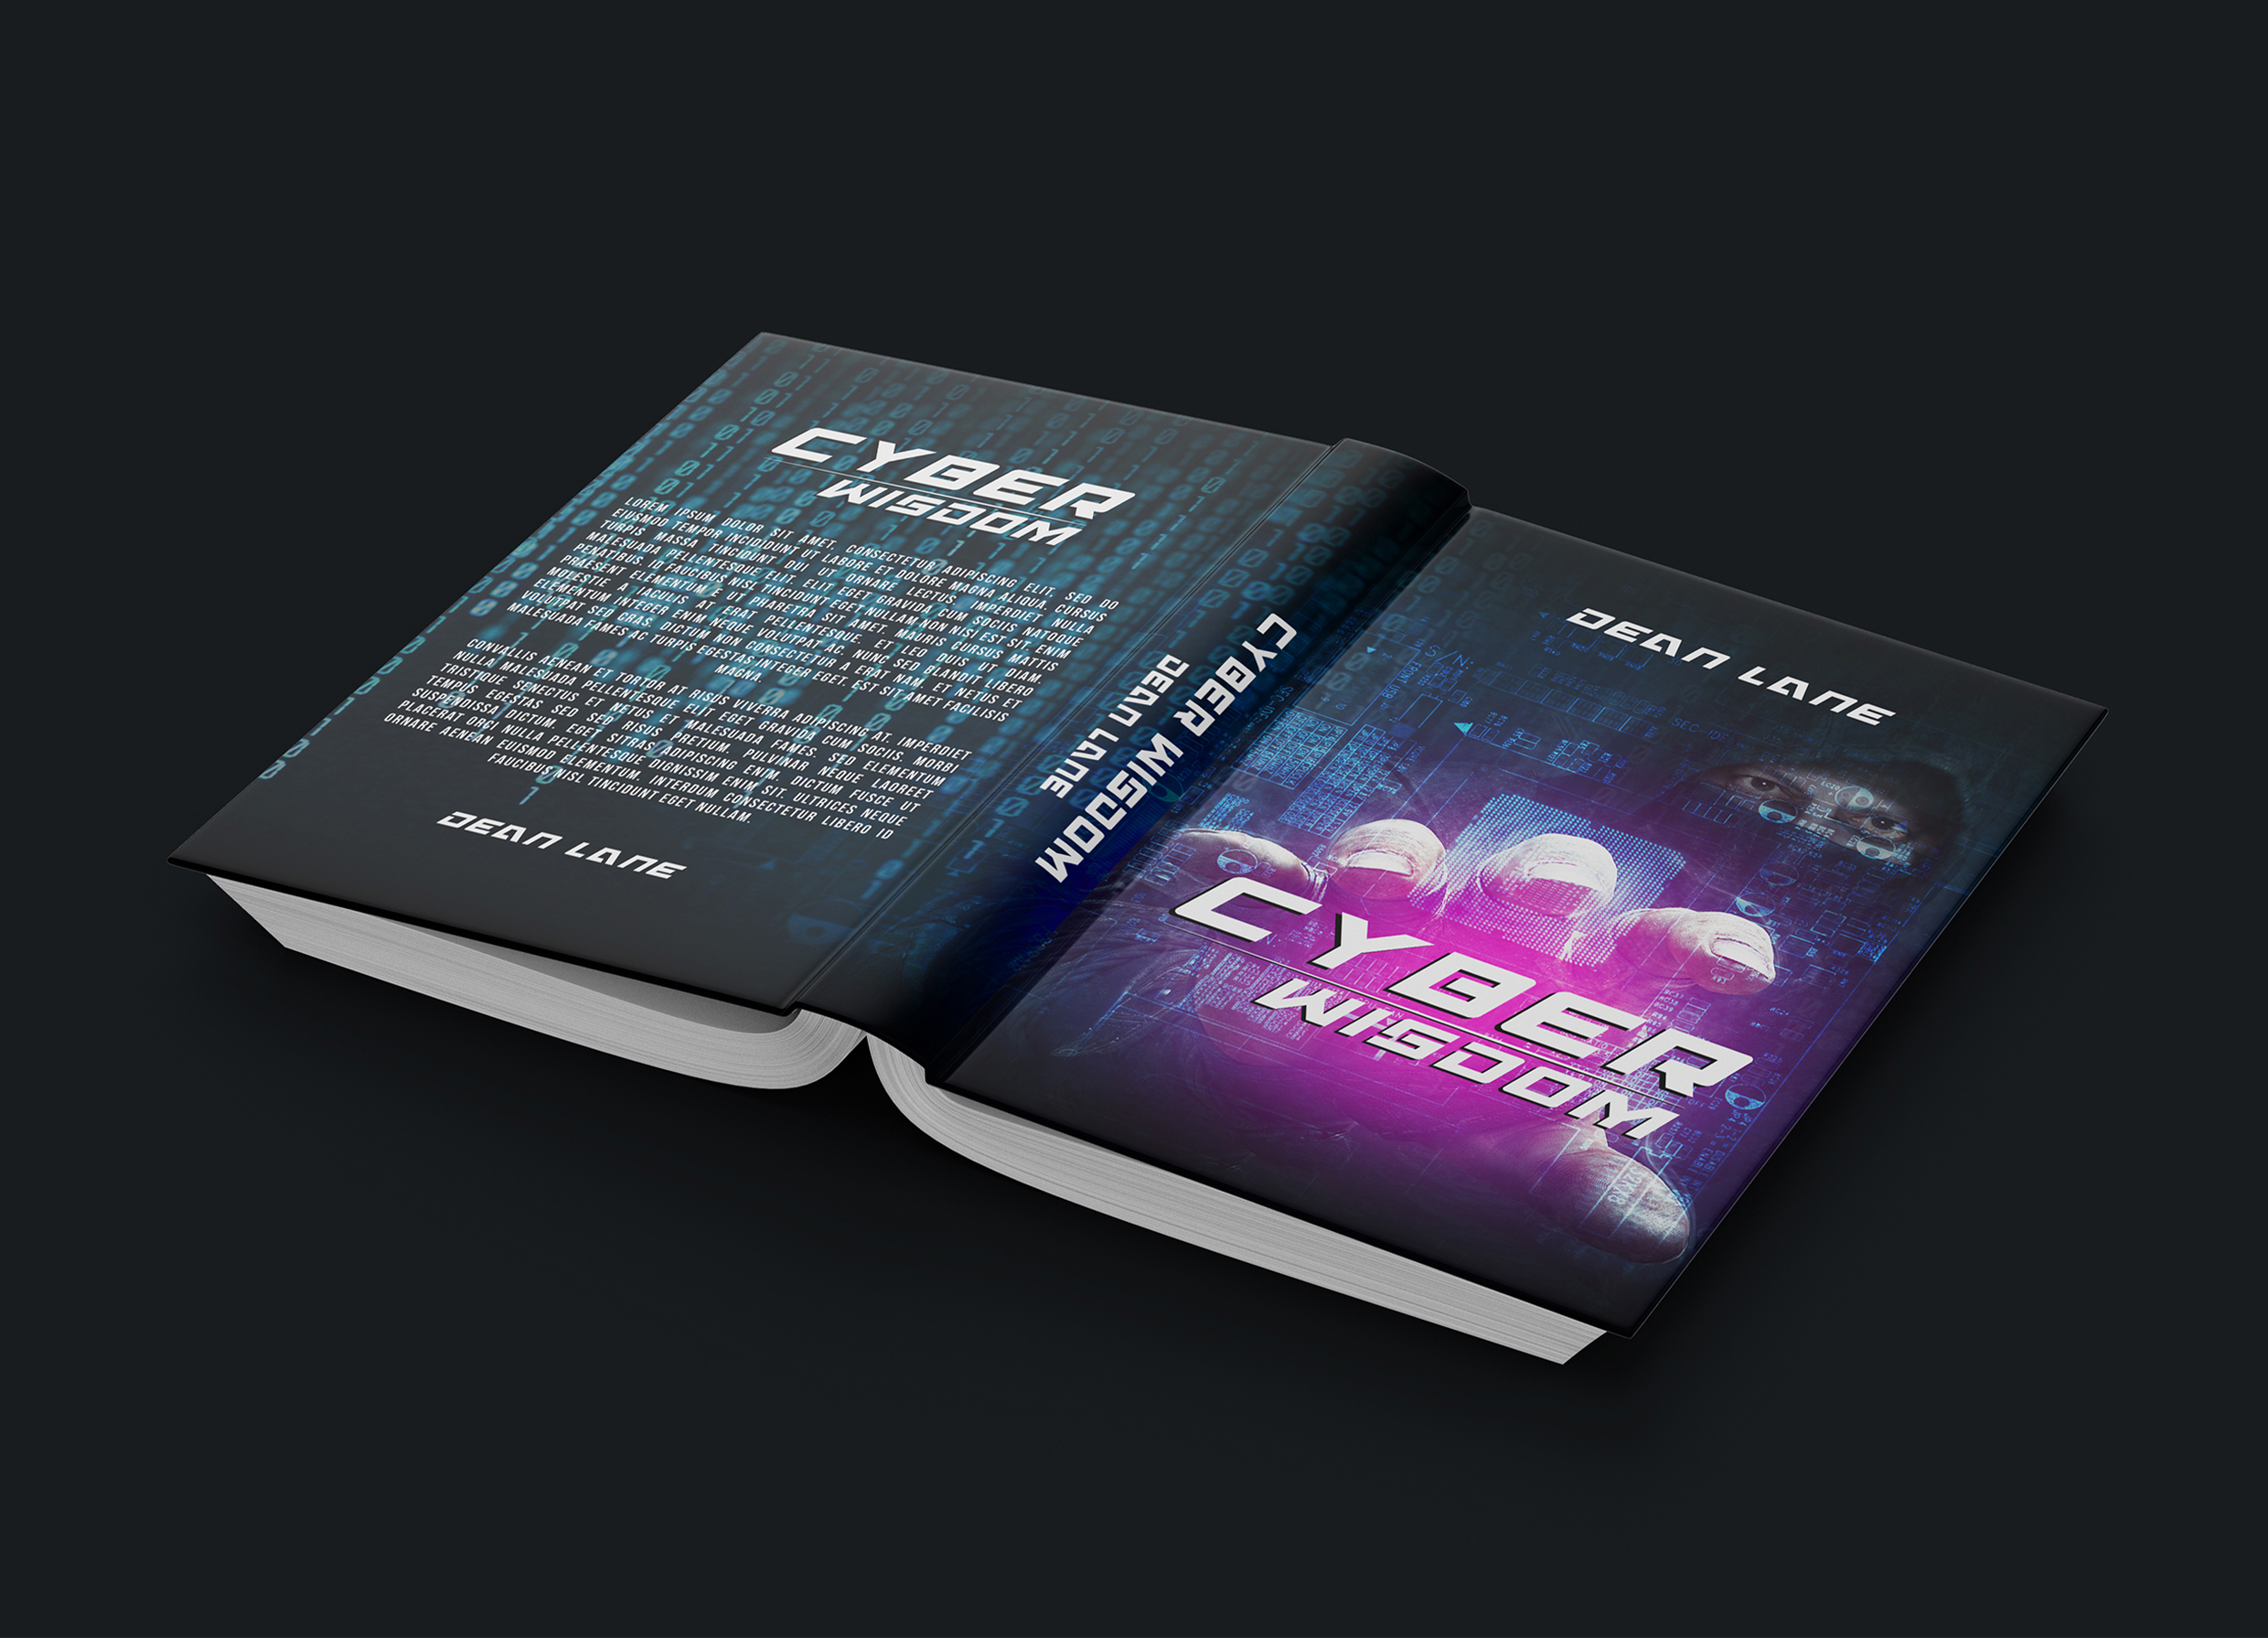 CYBER
WISDOM
LOREM IPSUM DOLOR SIT AMET, CONSECTETUR ADIPISCING ELIT, SED DO
EIUSMOD TEMPOR INCIDIDUNT UT LABORE ET DOLORE MAGNA ALIQUA. CURSUS
TURPIS MASSA TINCIDUNT DUI UT ORNARE LECTUS. IMPERDIET NULLA
MALESUADA PELLENTESQUE ELIT. ELIT EGET GRAVIDA CUM SOCIIS NATOQUE
PENATIBUS. UT FAUCIBUS NISL TINCIDUNT EGET NULLAM NON NISI EST SIT. ENIM
PRAESENT ELEMENTUM E UT PHARETRA SIT AMET. MAURIS CURSUS MATTIS
MOLESTIE A IACULIS AT ERAT PELLENTESQUE. ET LEO DUIS UT DIAM.
ELEMENTUM INTEGER ENIM NEQUE VOLUTPAT AC. NUNC SED BLANDIT LIBERO
VOLUTPAT SED CRAS. DICTUM NON CONSECTETUR A ERAT NAM. ET NETUS ET
MALESUADA FAMES AC TURPIS EGESTAS INTEGER EGET. EST SIT AMET FACILISIS
MAGNA.
CONVALLIS AENEAN ET TORTOR AT RISUS VIVERRA ADIPISCING AT. IMPERDIET
NULLA MALESUADA PELLENTESQUE ELIT EGET GRAVIDA CUM SOCIIS. MORBI
TRISTIQUE SENECTUS ET NETUS ET MALESUADA FAMES. SED ELEMENTUM
TEMPUS EGESTAS SED SED RISUS PRETIUM. PULVINAR NEQUE LAOREET
SUSPENDISSA DICTUM. EGET SITRAS ADIPISCING ENIM. DICTUM FUSCE UT
PLACERAT ORCI NULLA PELLENTESQUE DIGNISSIM ENIM SIT. ULTRICES NEQUE
ORNARE AENEAN EUISMOD ELEMENTUM. INTERDUM CONSECTETUR LIBERO ID
FAUCIBUS NISL TINCIDUNT EGET NULLAM.
DEAN LANE
CYBER WISDOM
DEAN LANE
DEAN LANE
S/N:
CYBER
WISDOM